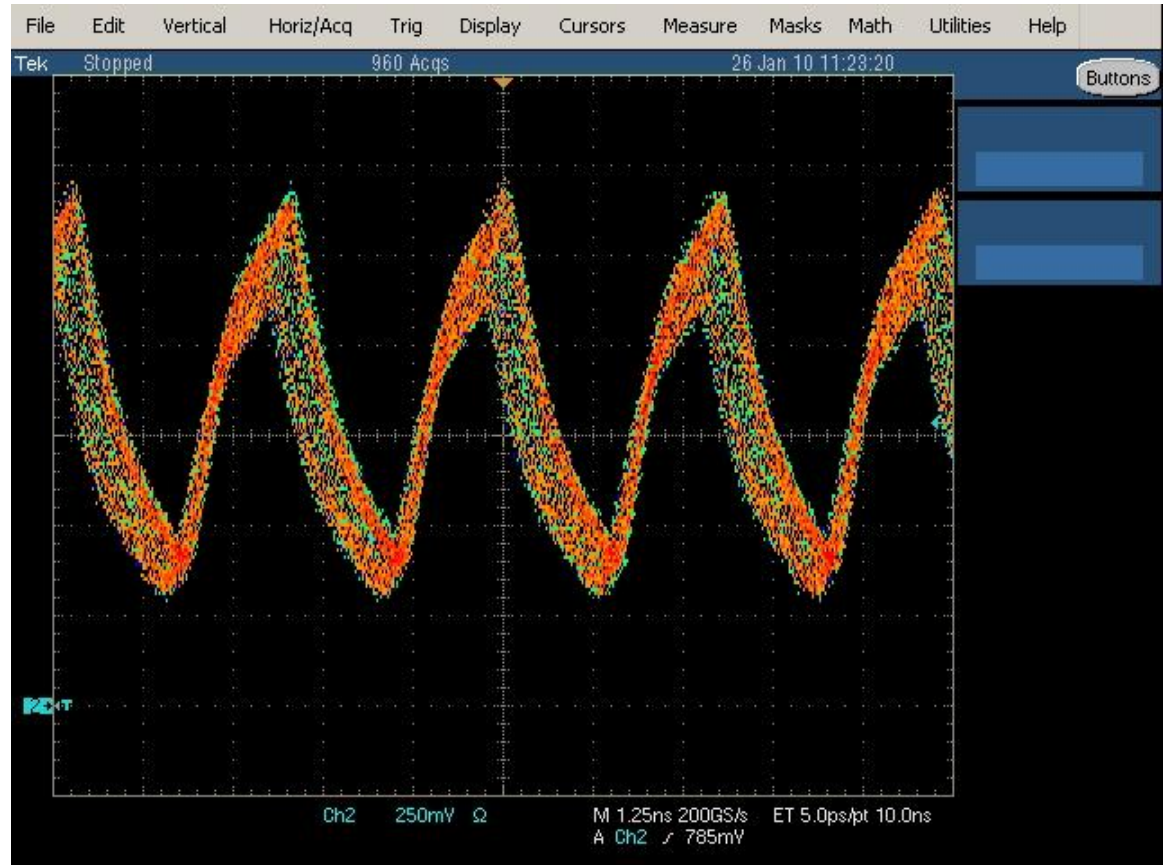 File Edit Vertical Horiz/Acq Trig Display Cursors Measure Masks Math Utilities Help
Tek Stopped 960 Acqs 26 Jan 10 11:23:20
Buttons
2
T
Ch2 250mV Ω M 1.25ns 200GS/s ET 5.0ps/pt 10.0ns
A Ch2 785mV